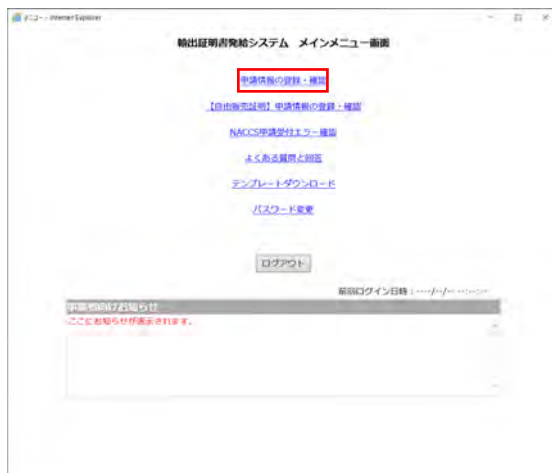 メニュー - Internet Explorer
輸出証明書発給システム メインメニュー画面
申請情報の登録・確認
【自由販売証明】申請情報の登録・確認
NACCS申請受付エラー確認
よくある質問と回答
テンプレートダウンロード
パスワード変更
ログアウト
前回ログイン日時：----/--/-- --:--:--
事業者向けお知らせ
ここにお知らせが表示されます。